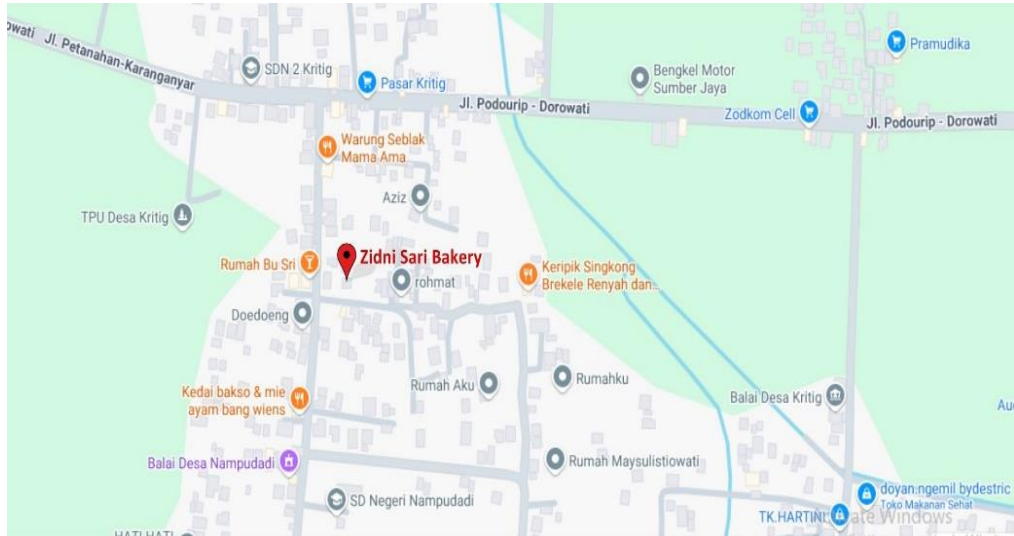 owati Jl. Petanahan-Karanganyar
SDN 2 Kritig
Pasar Kritig
Bengkel Motor
Sumber Jaya
Pramudika
Jl. Podourip - Dorowati
Zodkom Cell
Jl. Podourip - Dorowati
Warung Seblak
Mama Ama
Aziz
TPU Desa Kritig
Zidni Sari Bakery
Rumah Bu Sri
rohmat
Keripik Singkong
Brekele Renyah dan...
Doedoeng
Rumah Aku
Rumahku
Kedai bakso & mie
ayam bang wiens
Balai Desa Kritig
Balai Desa Nampudadi
Rumah Maysulistiowati
SD Negeri Nampudadi
doyan:ngemil bydestric
Toko Makanan Sehat
TK.HARTINI
Windows